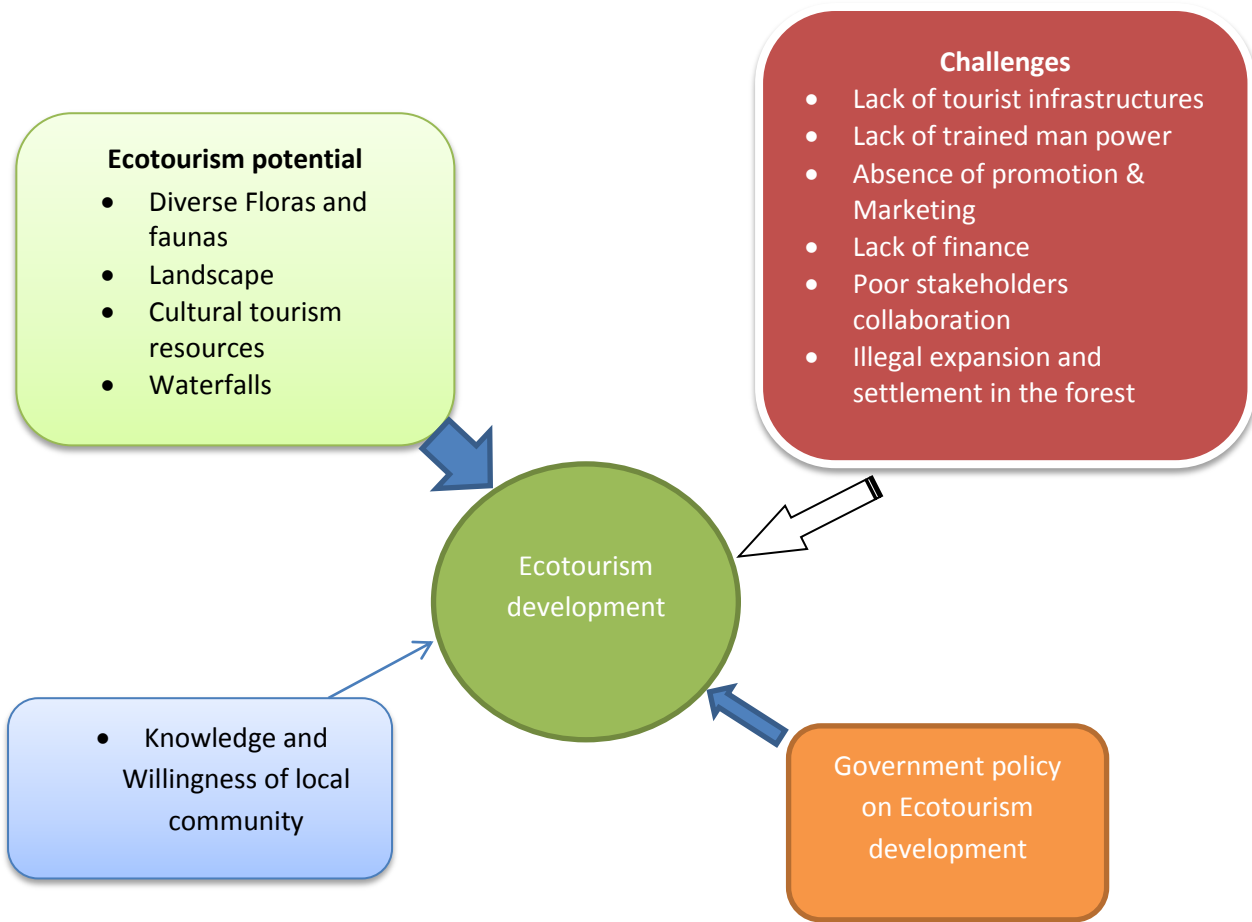 Ecotourism potential
• Diverse Floras and
faunas
• Landscape
• Cultural tourism
resources
• Waterfalls
Challenges
• Lack of tourist infrastructures
• Lack of trained man power
• Absence of promotion &
Marketing
• Lack of finance
• Poor stakeholders
collaboration
• Illegal expansion and
settlement in the forest
Ecotourism
development
• Knowledge and
Willingness of local
community
Government policy
on Ecotourism
development